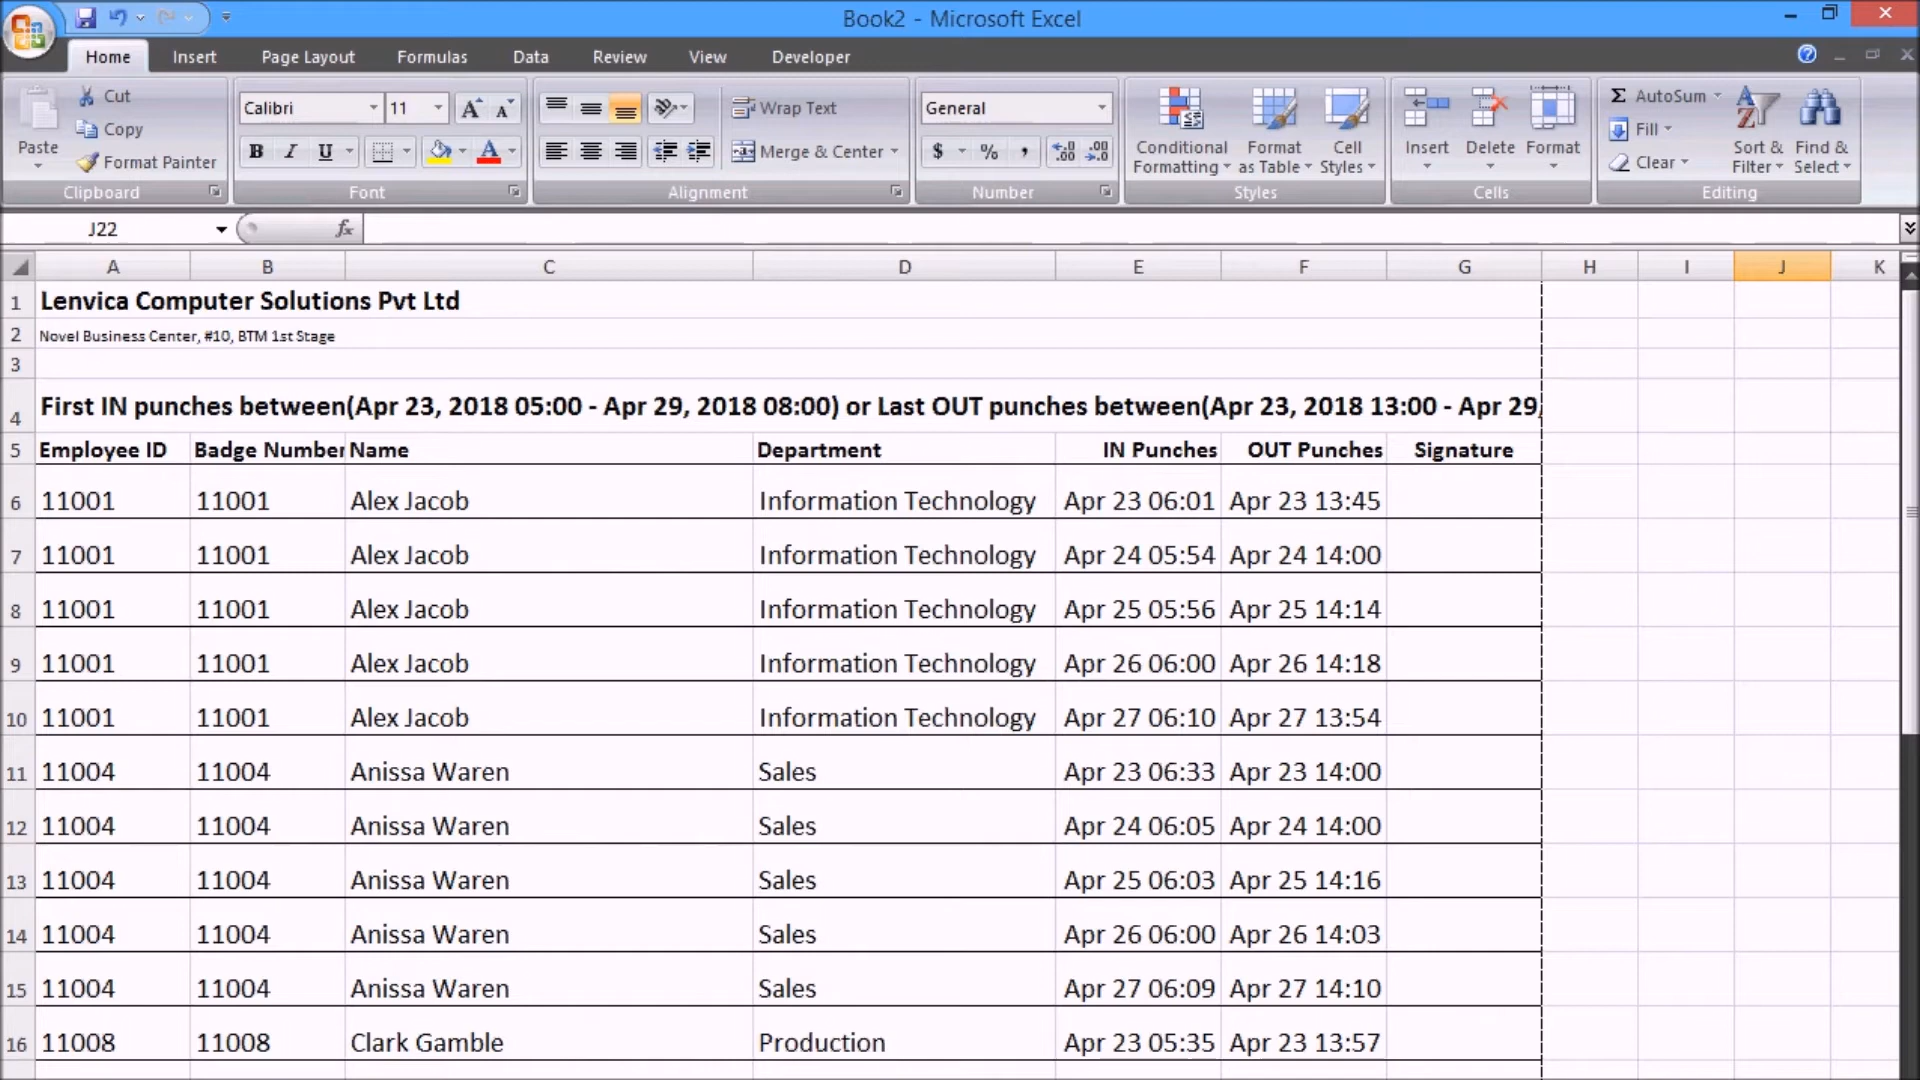 Book2 - Microsoft Excel
Home Insert Page Layout Formulas Data Review View Developer
Paste Cut Copy Format Painter
Calibri 11
Wrap Text
Merge & Center
General
$ % ,
Conditional Formatting Format as Table Cell Styles
Insert Delete Format
Σ AutoSum Fill Clear
Sort & Filter Find & Select
Clipboard Font Alignment Number Styles Cells Editing
J22 fx
A B C D E F G H I J K
1 Lenvica Computer Solutions Pvt Ltd
2 Novel Business Center, #10, BTM 1st Stage
3
4 First IN punches between(Apr 23, 2018 05:00 - Apr 29, 2018 08:00) or Last OUT punches between(Apr 23, 2018 13:00 - Apr 29,
5 Employee ID Badge Number Name Department IN Punches OUT Punches Signature
6 11001 11001 Alex Jacob Information Technology Apr 23 06:01 Apr 23 13:45
7 11001 11001 Alex Jacob Information Technology Apr 24 05:54 Apr 24 14:00
8 11001 11001 Alex Jacob Information Technology Apr 25 05:56 Apr 25 14:14
9 11001 11001 Alex Jacob Information Technology Apr 26 06:00 Apr 26 14:18
10 11001 11001 Alex Jacob Information Technology Apr 27 06:10 Apr 27 13:54
11 11004 11004 Anissa Waren Sales Apr 23 06:33 Apr 23 14:00
12 11004 11004 Anissa Waren Sales Apr 24 06:05 Apr 24 14:00
13 11004 11004 Anissa Waren Sales Apr 25 06:03 Apr 25 14:16
14 11004 11004 Anissa Waren Sales Apr 26 06:00 Apr 26 14:03
15 11004 11004 Anissa Waren Sales Apr 27 06:09 Apr 27 14:10
16 11008 11008 Clark Gamble Production Apr 23 05:35 Apr 23 13:57